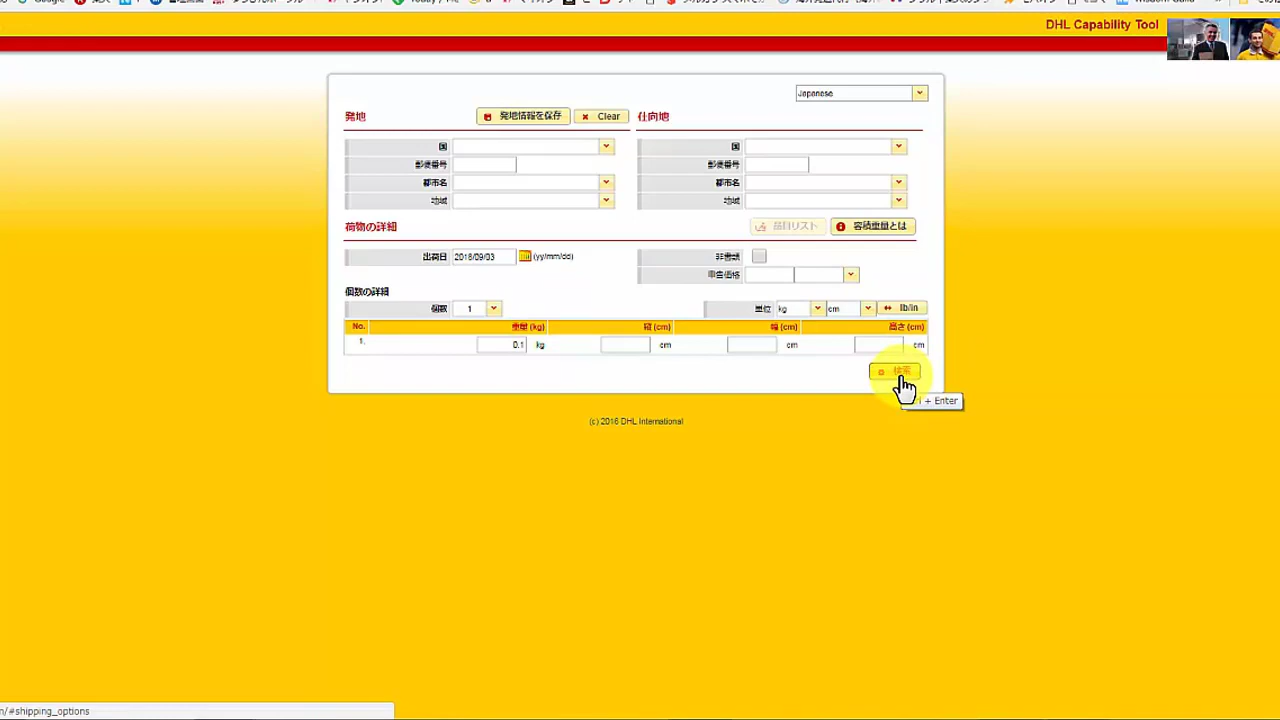 Google
DHL Capability Tool
Japanese
発地
発地情報を保存
Clear
仕向地
国
国
郵便番号
郵便番号
都市名
都市名
地域
地域
荷物の詳細
品目リスト
容積重量とは
出荷日
2018/09/03
(yy/mm/dd)
非書類
申告価格
個数の詳細
個数
1
単位
kg
cm
lb/in
No.
重量 (kg)
縦 (cm)
幅 (cm)
高さ (cm)
1.
0.1
kg
cm
cm
cm
検索
+ Enter
(c) 2016 DHL International
/#shipping_options